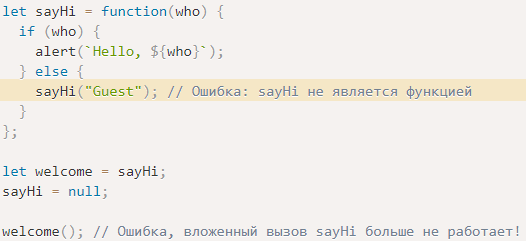 let sayHi = function(who) {
  if (who) {
    alert(`Hello, ${who}`);
  } else {
    sayHi("Guest"); // Ошибка: sayHi не является функцией
  }
};

let welcome = sayHi;
sayHi = null;

welcome(); // Ошибка, вложенный вызов sayHi больше не работает!